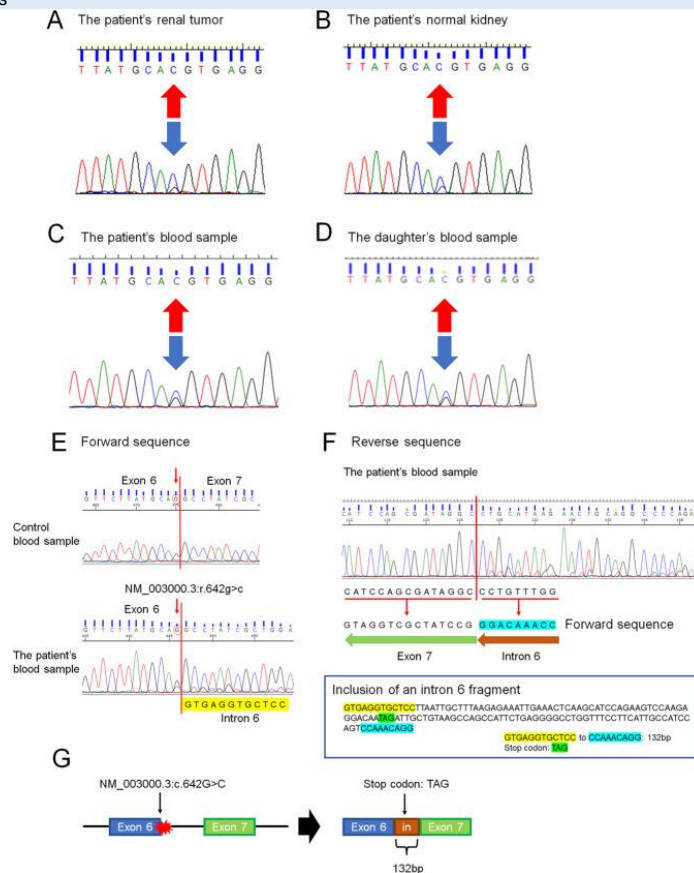 s
A The patient's renal tumor
T T A T G C A C G T G A G G
B The patient's normal kidney
T T A T G C A C G T G A G G
C The patient's blood sample
T T A T G C A C G T G A G G
D The daughter's blood sample
T T A T G C A C G T G A G G
E Forward sequence
Exon 6 Exon 7
Control
blood sample
NM_003000.3:r.642g>c
Exon 6
The patient's
blood sample
G T G A G G T G C T C C
Intron 6
F Reverse sequence
The patient's blood sample
CATCCAGCGATAGGC CCTGTTTGG
GTAGGTCGCTATCCG GGACAAACC Forward sequence
Exon 7 Intron 6
Inclusion of an intron 6 fragment
GTGAGGTGCTCCTTAATTGCTTTAAGAGAAATTGAAACTCAAGCATCCAGAAGTCCAAGA
GGACAATAGATTGCTGTAAGCCAGCCATTCTGAGGGGCCTGGTTTCCTTCATTGCCATCC
AGTCCAAACAGG
GTGAGGTGCTCC to CCAAACAGG: 132bp
Stop codon: TAG
G
NM_003000.3:c.642G>C
Exon 6 Exon 7
Stop codon: TAG
Exon 6 in Exon 7
132bp